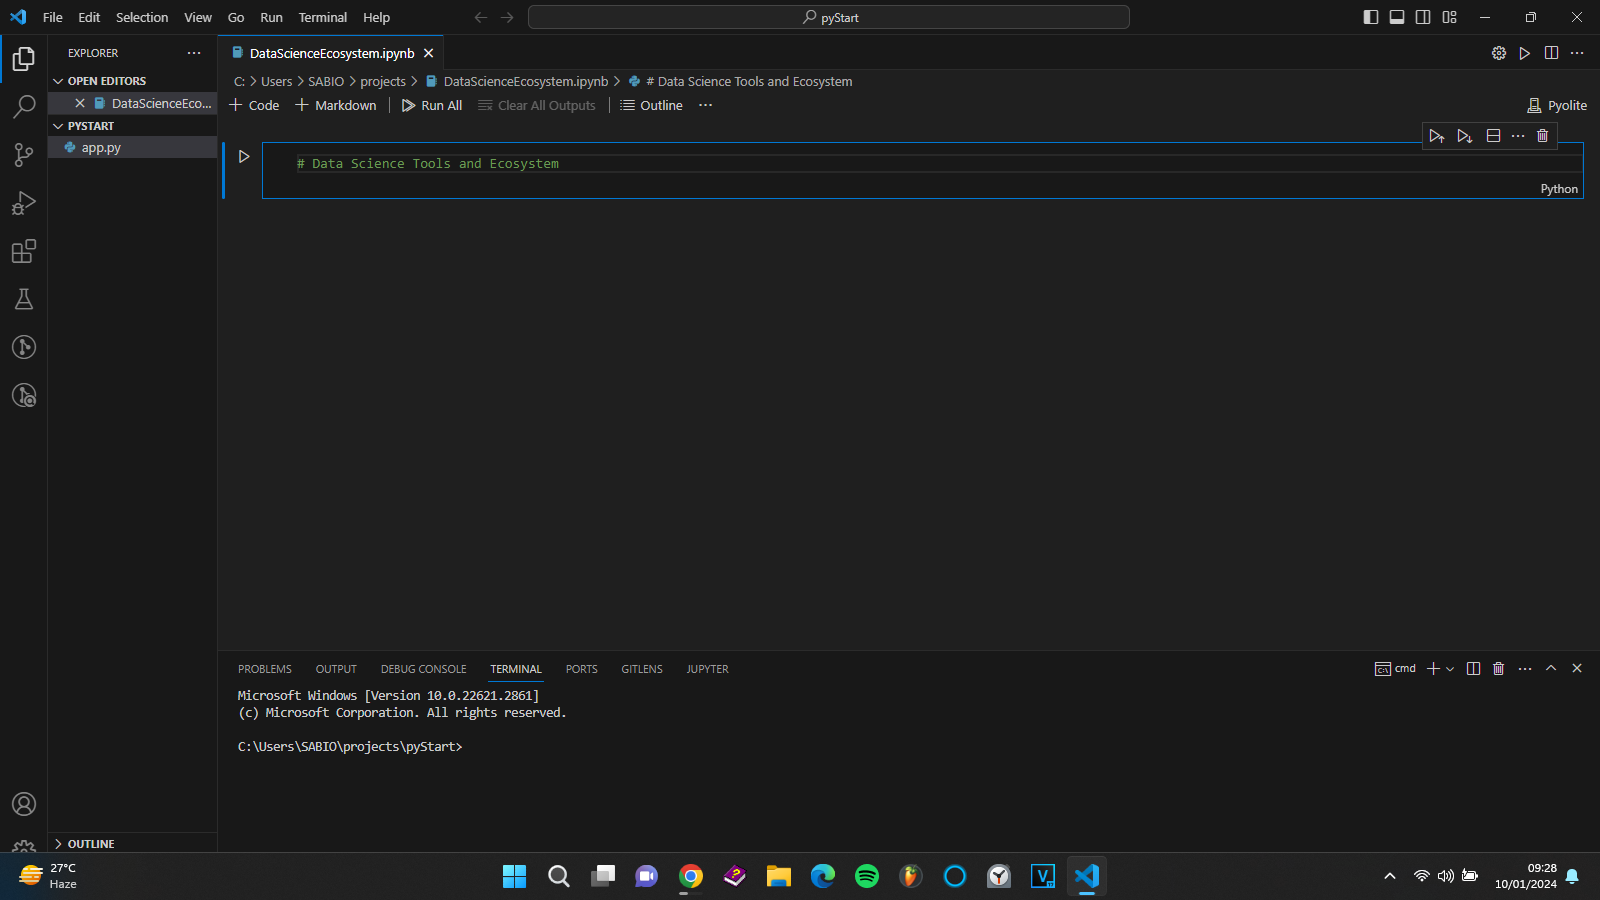 File Edit Selection View Go Run Terminal Help
pyStart
EXPLORER
DataScienceEcosystem.ipynb
OPEN EDITORS
C: > Users > SABIO > projects > DataScienceEcosystem.ipynb > # Data Science Tools and Ecosystem
DataScienceEco...
+ Code + Markdown Run All Clear All Outputs Outline ...
Pyolite
PYSTART
app.py
# Data Science Tools and Ecosystem
Python
PROBLEMS OUTPUT DEBUG CONSOLE TERMINAL PORTS GITLENS JUPYTER
cmd
Microsoft Windows [Version 10.0.22621.2861]
(c) Microsoft Corporation. All rights reserved.
C:\Users\SABIO\projects\pyStart>
OUTLINE
27°C
Haze
09:28
10/01/2024